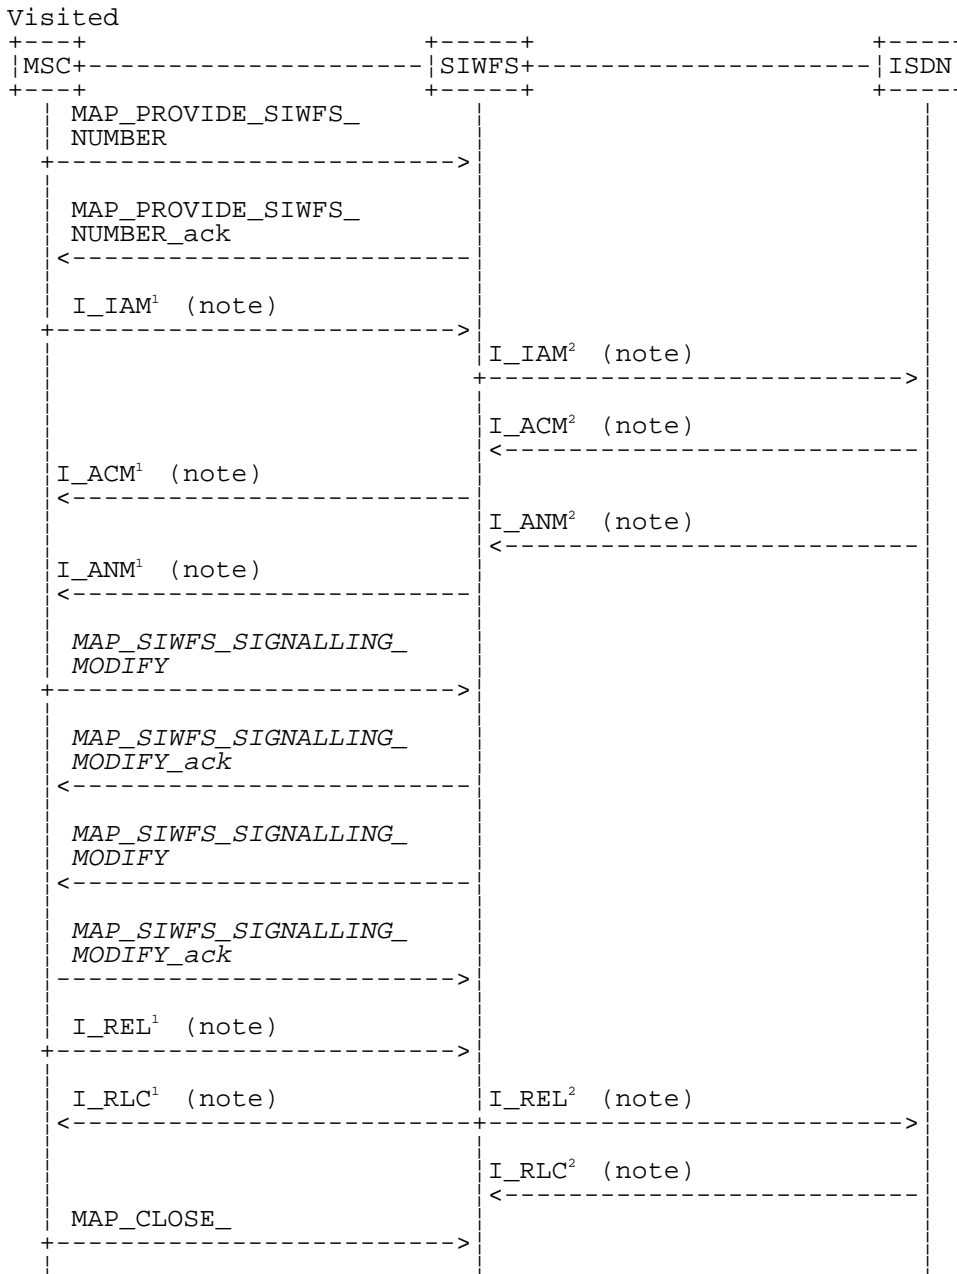 Visited
MSC SIWFS ISDN
MAP_PROVIDE_SIWFS_
NUMBER
MAP_PROVIDE_SIWFS_
NUMBER_ack
I_IAM¹ (note)
I_IAM² (note)
I_ACM² (note)
I_ACM¹ (note)
I_ANM² (note)
I_ANM¹ (note)
MAP_SIWFS_SIGNALLING_
MODIFY
MAP_SIWFS_SIGNALLING_
MODIFY_ack
MAP_SIWFS_SIGNALLING_
MODIFY
MAP_SIWFS_SIGNALLING_
MODIFY_ack
I_REL¹ (note)
I_RLC¹ (note) I_REL² (note)
I_RLC² (note)
MAP_CLOSE_